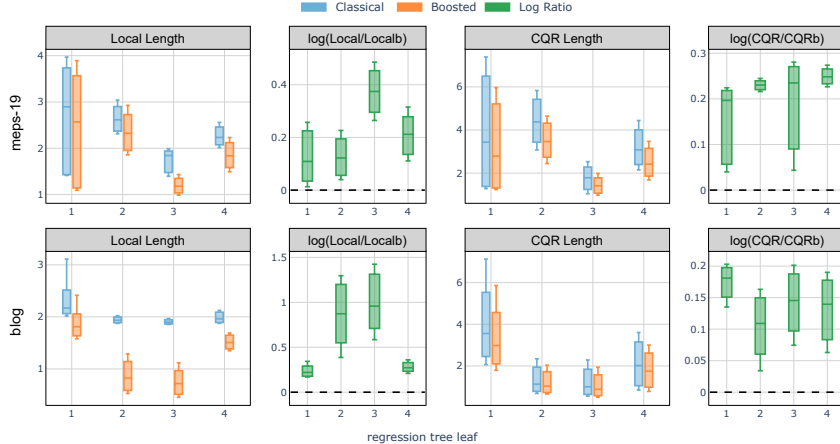 Classical Boosted Log Ratio
Local Length log(Local/Localb) CQR Length log(CQR/CQRb)
meps-19
4
3
2
1
1 2 3 4
0.4
0.2
0
1 2 3 4
6
4
2
1 2 3 4
0.3
0.2
0.1
0
1 2 3 4
Local Length log(Local/Localb) CQR Length log(CQR/CQRb)
blog
3
2
1
1 2 3 4
1.5
1
0.5
0
1 2 3 4
6
4
2
1 2 3 4
0.2
0.15
0.1
0.05
0
1 2 3 4
regression tree leaf